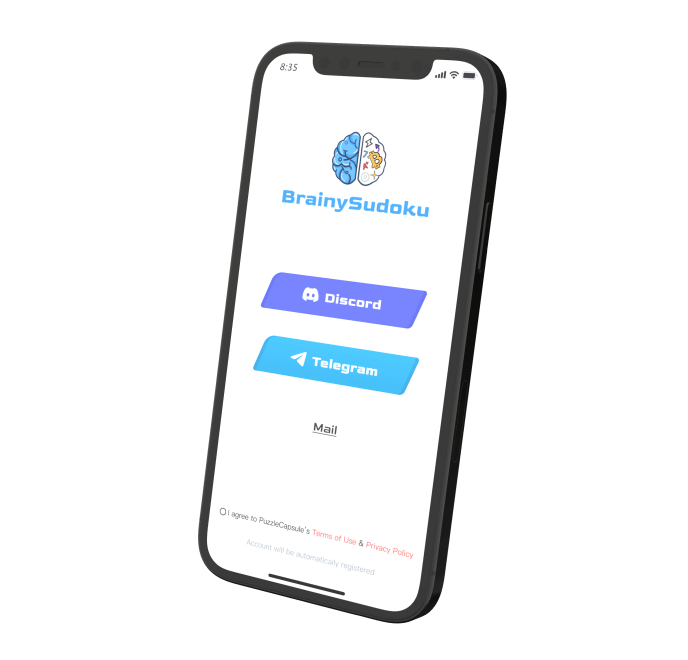 8:35
BrainySudoku
Discord
Telegram
Mail
I agree to PuzzleCapsule's Terms of Use & Privacy Policy
Account will be automatically registered